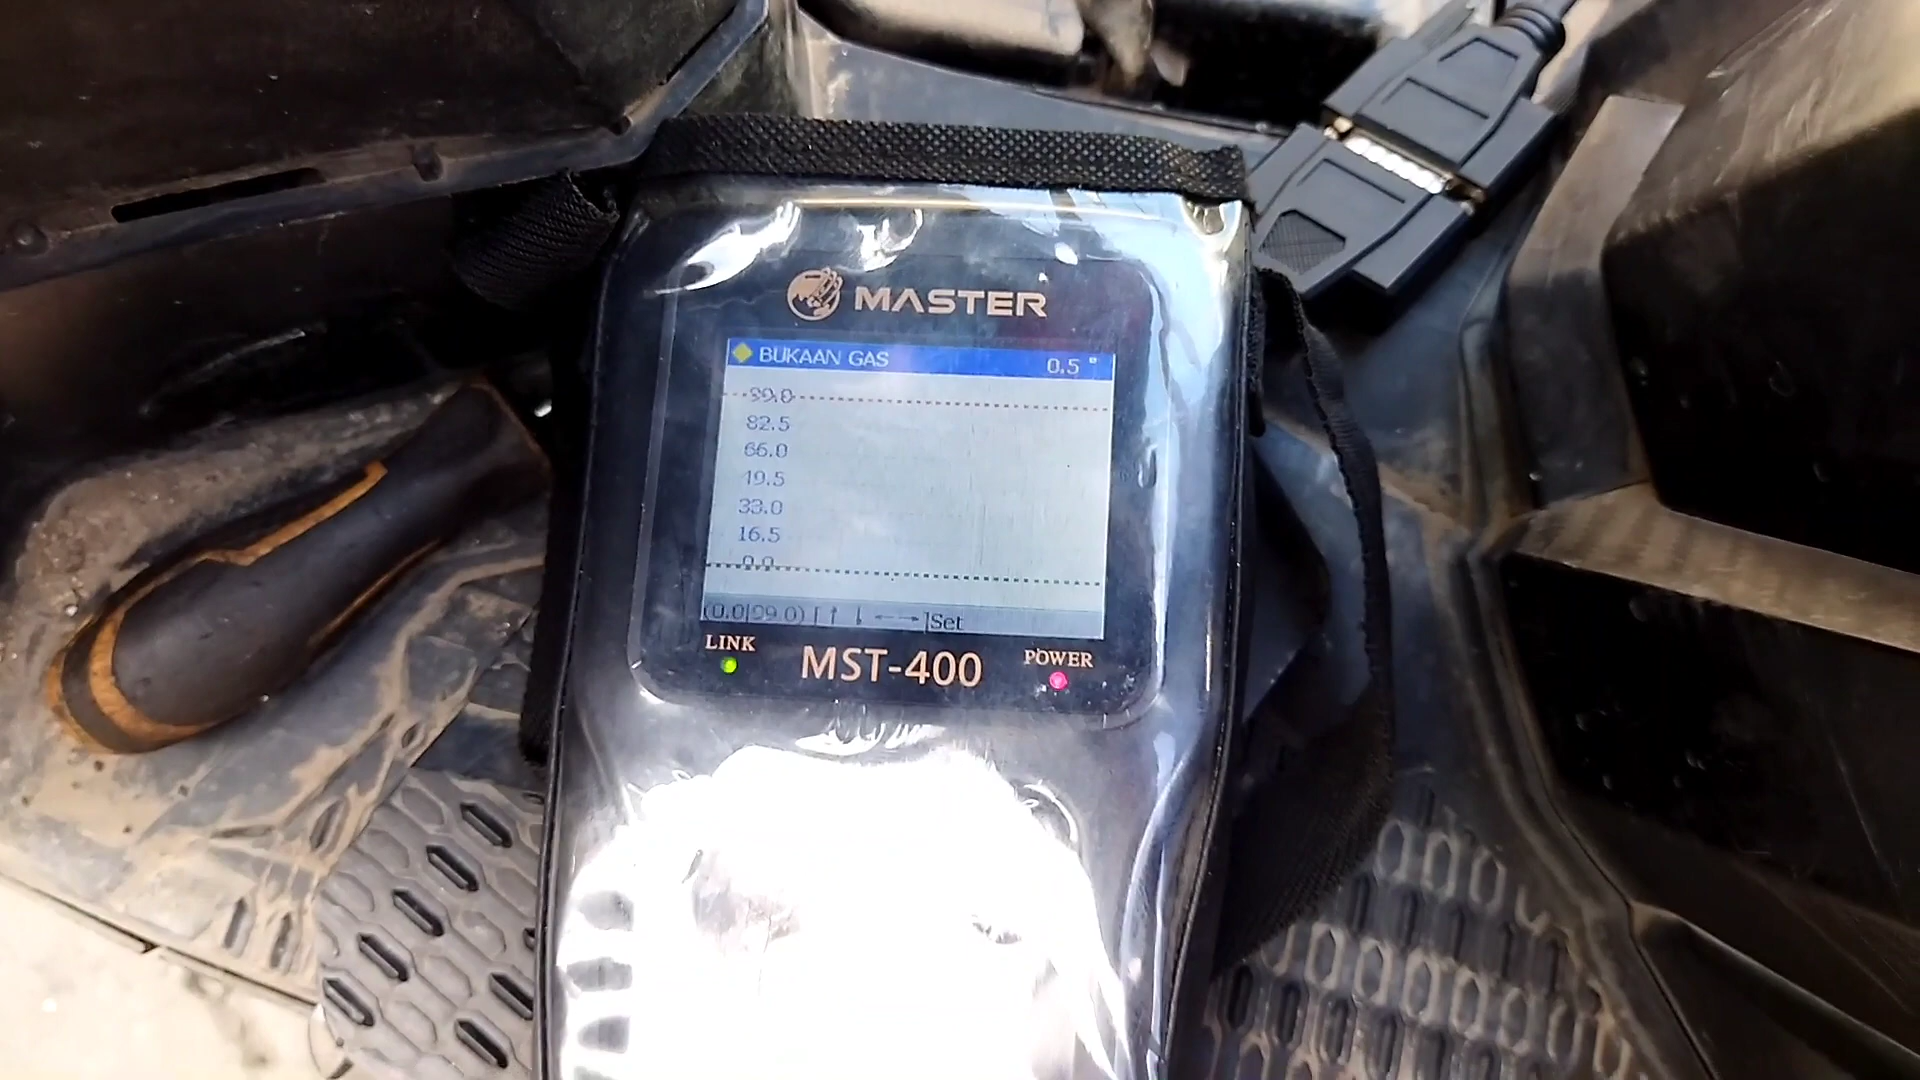 MASTER
BUKAAN GAS 0.5 °
99.0
82.5
66.0
49.5
33.0
16.5
0.0
(0.0|99.0) [↑ ↓ ←→]Set
LINK
MST-400
POWER